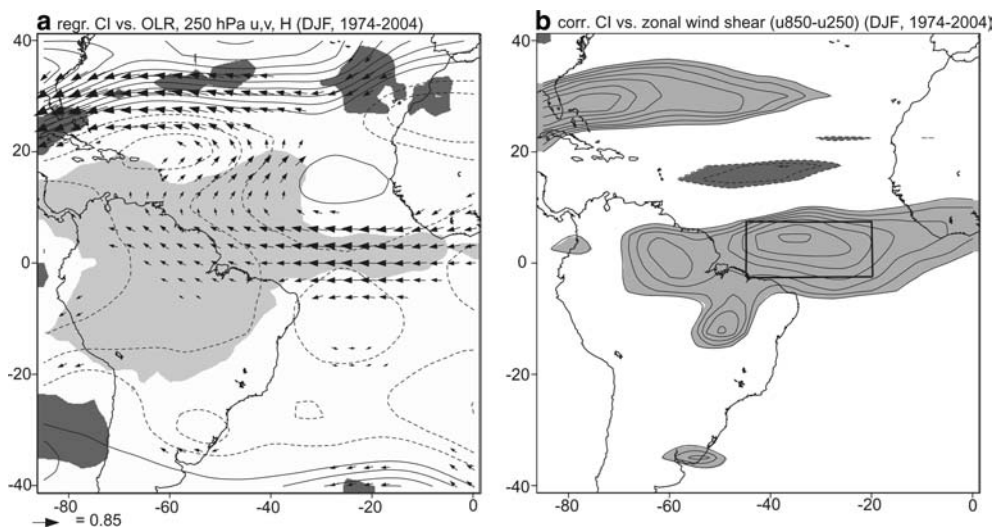 a regr. CI vs. OLR, 250 hPa u,v, H (DJF, 1974-2004)
b corr. CI vs. zonal wind shear (u850-u250) (DJF, 1974-2004)
40
20
0
-20
-40
-80 -60 -40 -20 0
= 0.85
40
20
0
-20
-40
-80 -60 -40 -20 0